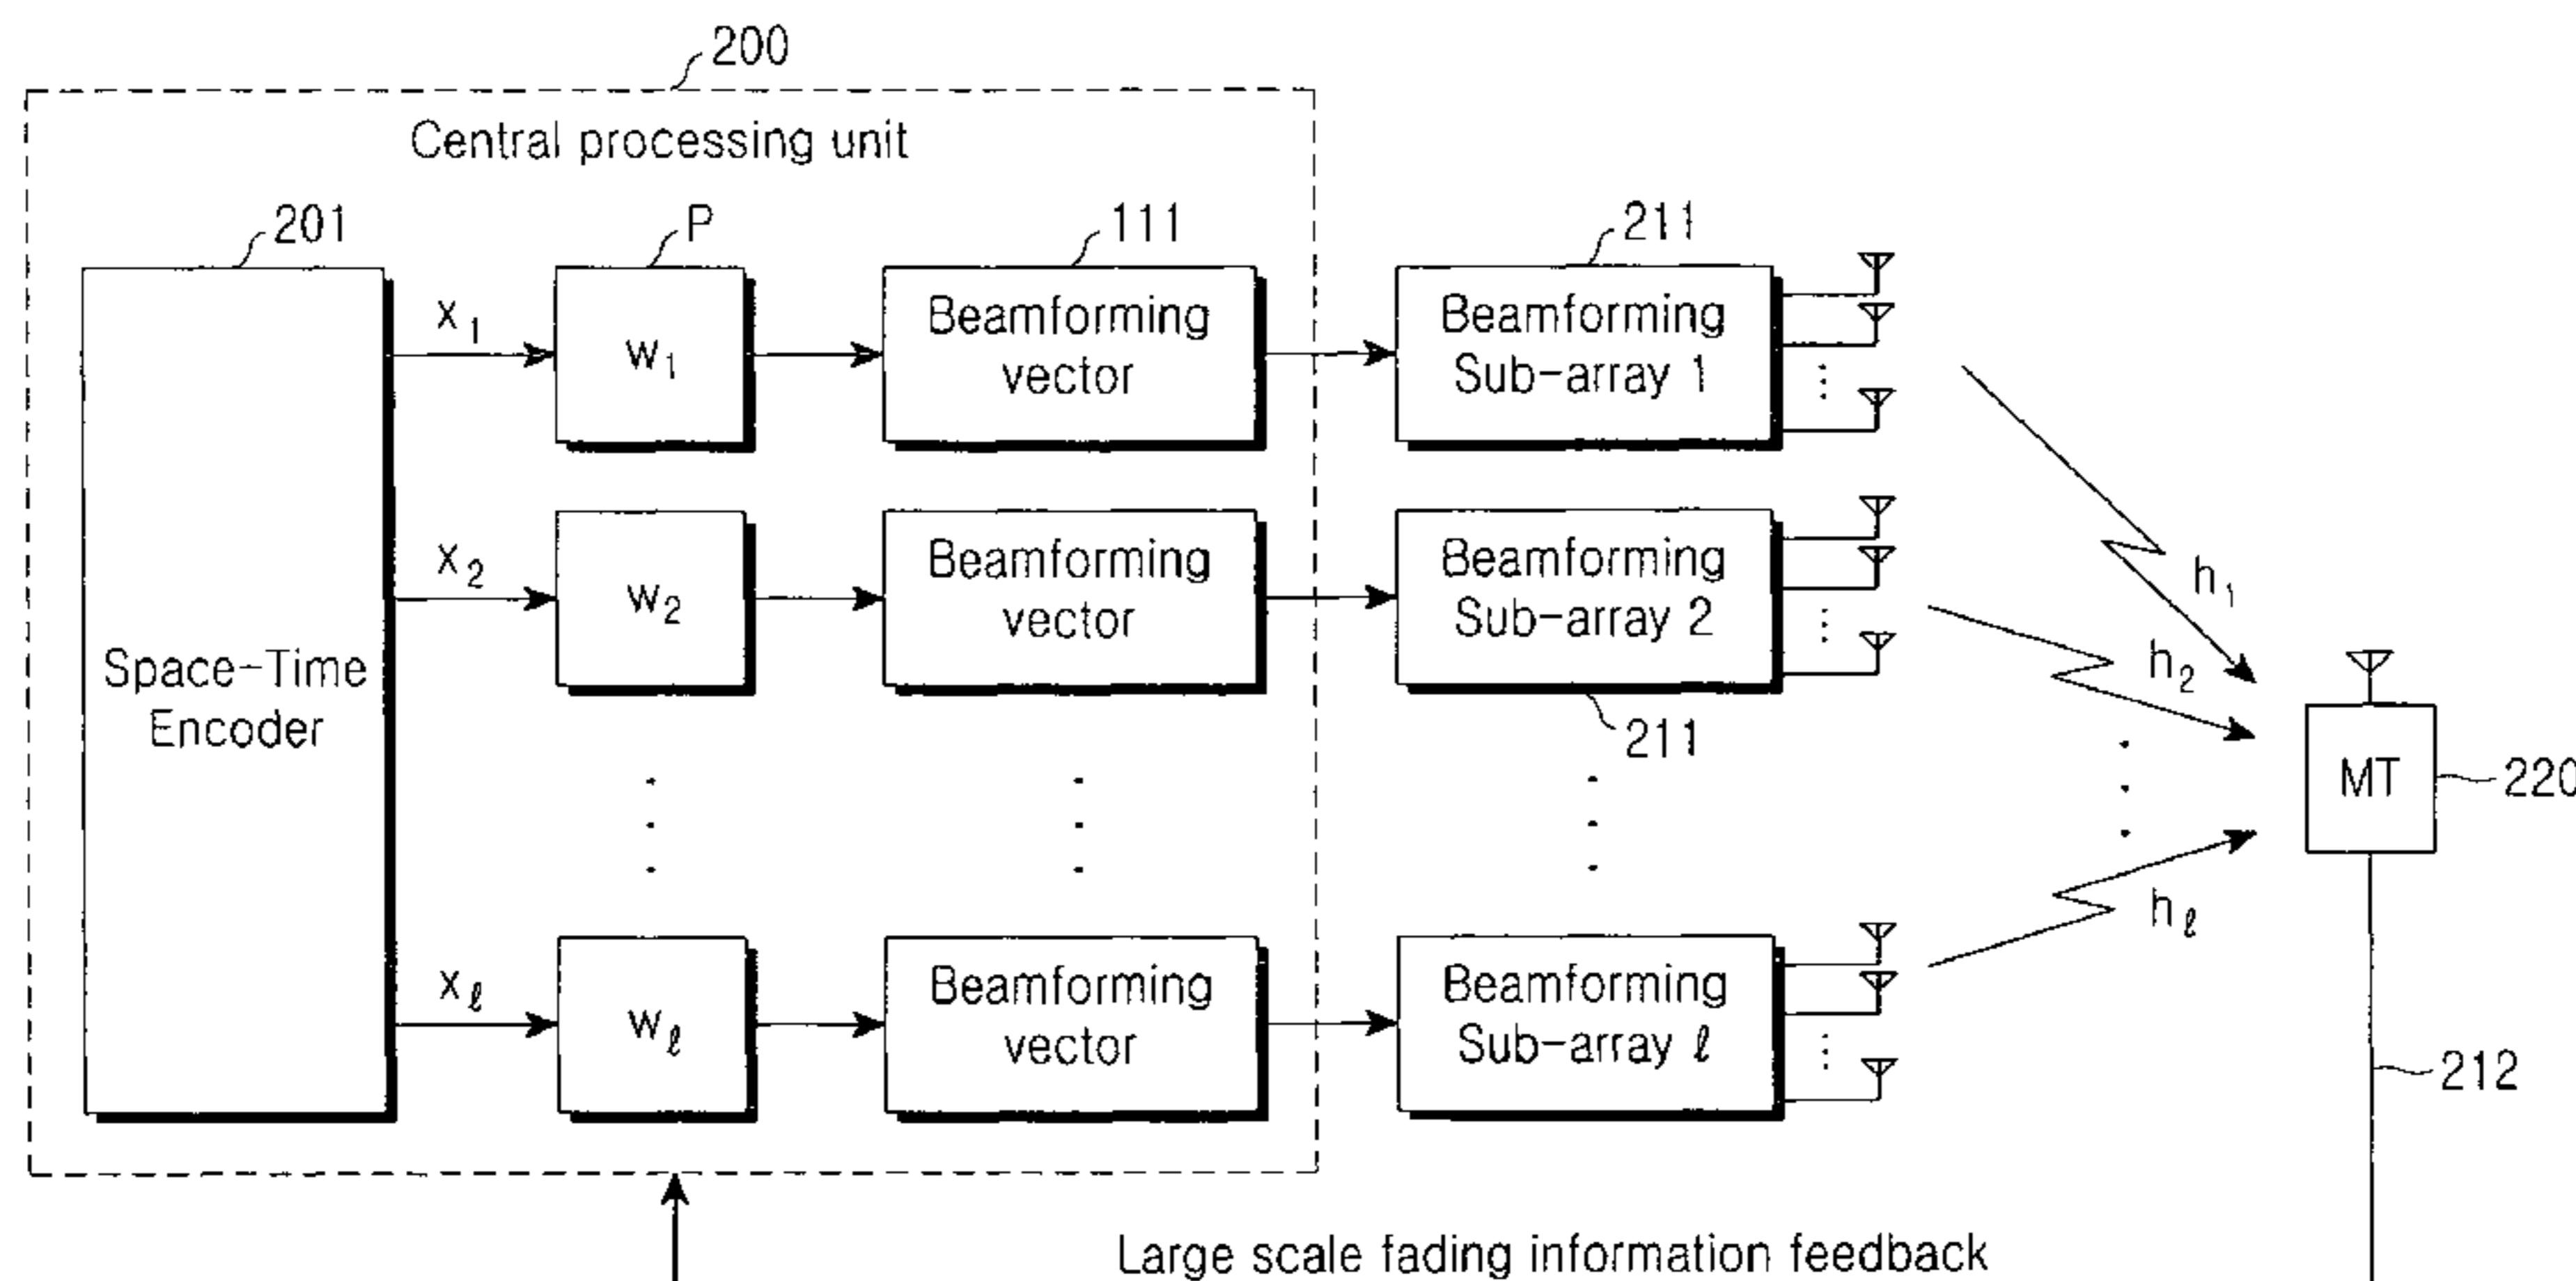 200
Central processing unit
201
P
111
211
x₁
w₁
Beamforming
vector
Beamforming
Sub-array 1
h₁
x₂
w₂
Beamforming
vector
Beamforming
Sub-array 2
h₂
Space-Time
Encoder
211
MT
220
xℓ
wℓ
Beamforming
vector
Beamforming
Sub-array ℓ
hℓ
212
Large scale fading information feedback